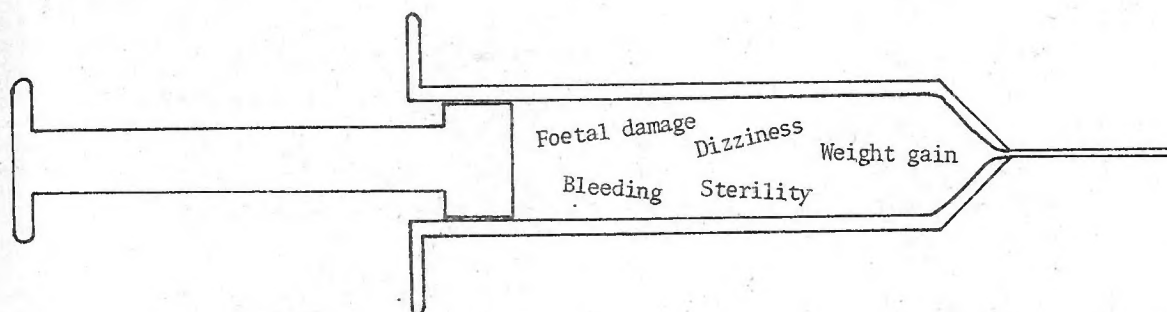 Foetal damage
Dizziness
Weight gain
Bleeding
Sterility